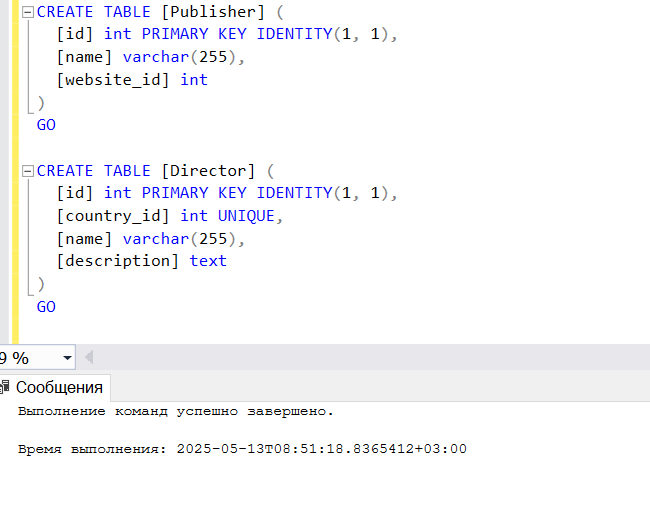 CREATE TABLE [Publisher] (
[id] int PRIMARY KEY IDENTITY(1, 1),
[name] varchar(255),
[website_id] int
)
GO
CREATE TABLE [Director] (
[id] int PRIMARY KEY IDENTITY(1, 1),
[country_id] int UNIQUE,
[name] varchar(255),
[description] text
)
GO
9 %
Сообщения
Выполнение команд успешно завершено.
Время выполнения: 2025-05-13T08:51:18.8365412+03:00